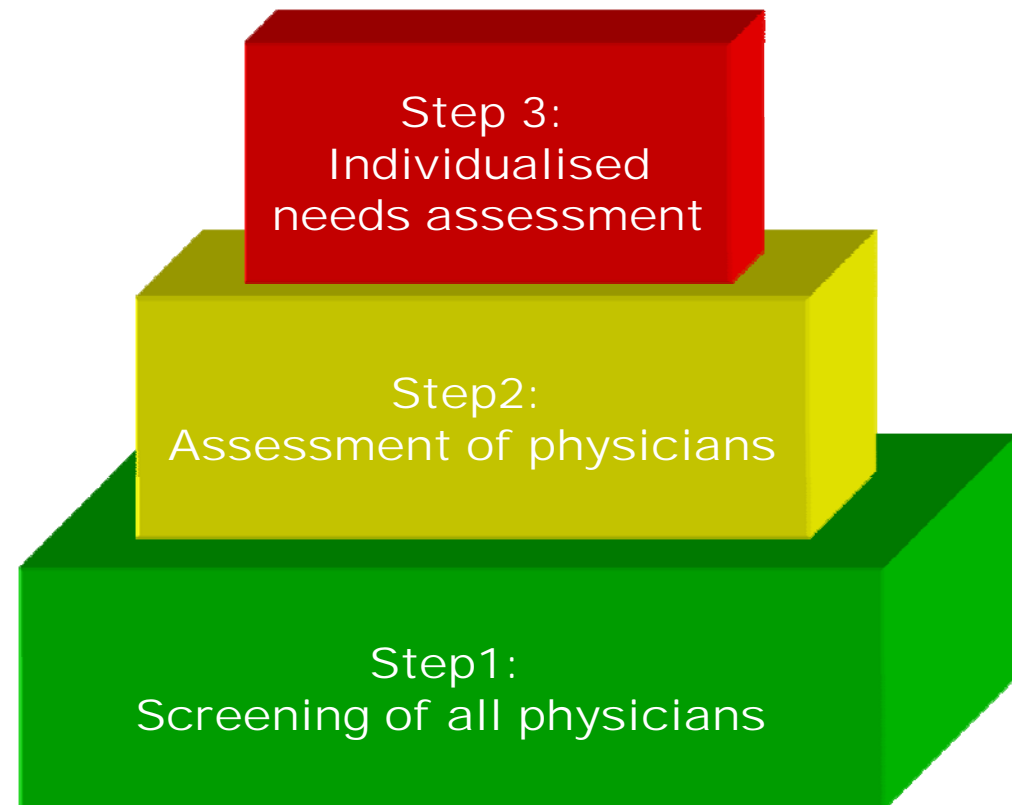 Step 3:
Individualised
needs assessment
Step2:
Assessment of physicians
Step1:
Screening of all physicians